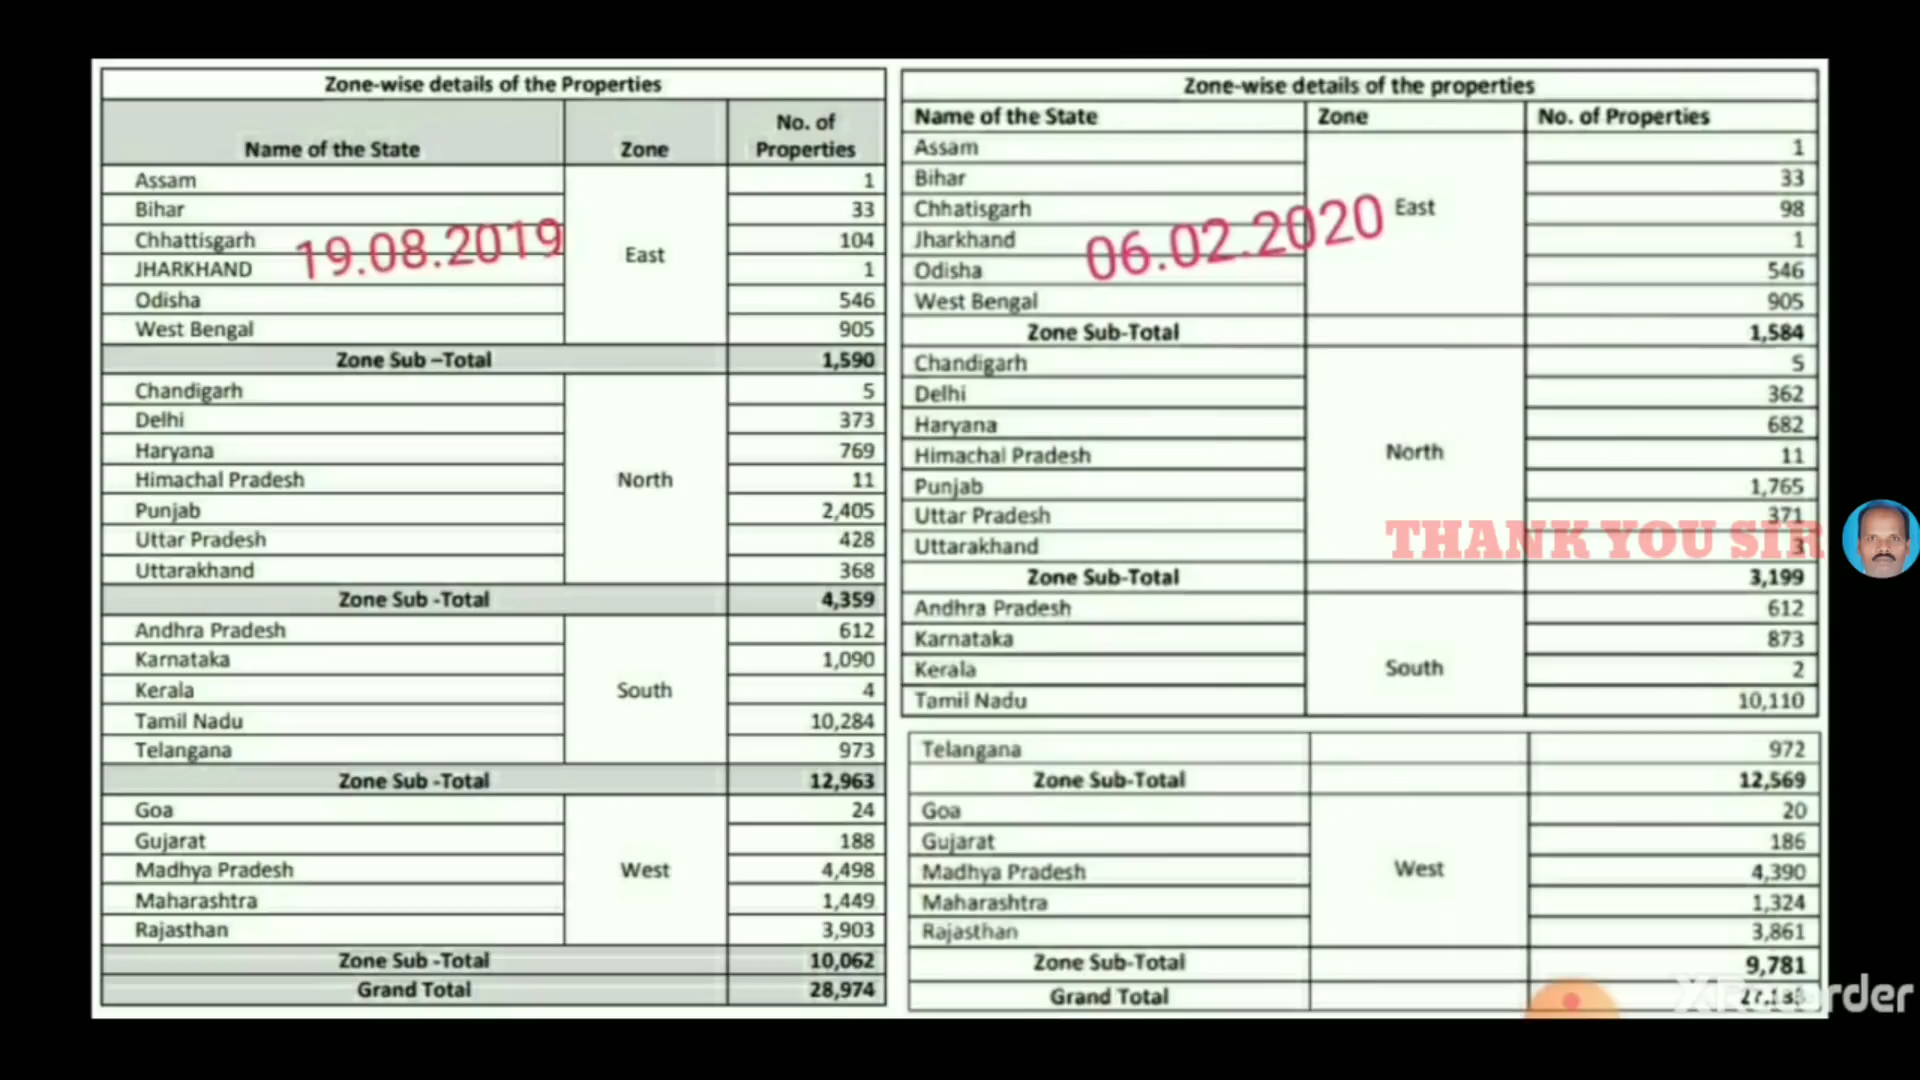 Zone-wise details of the Properties
Name of the State Zone No. of Properties
Assam 1
Bihar 33
Chhattisgarh 104
JHARKHAND 1
Odisha 546
West Bengal 905
East
19.08.2019
Zone Sub –Total 1,590
Chandigarh 5
Delhi 373
Haryana 769
Himachal Pradesh 11
Punjab 2,405
Uttar Pradesh 428
Uttarakhand 368
North
Zone Sub -Total 4,359
Andhra Pradesh 612
Karnataka 1,090
Kerala 4
Tamil Nadu 10,284
Telangana 973
South
Zone Sub -Total 12,963
Goa 24
Gujarat 188
Madhya Pradesh 4,498
Maharashtra 1,449
Rajasthan 3,903
West
Zone Sub -Total 10,062
Grand Total 28,974
Zone-wise details of the properties
Name of the State Zone No. of Properties
Assam 1
Bihar 33
Chhatisgarh 98
Jharkhand 1
Odisha 546
West Bengal 905
East
06.02.2020
Zone Sub-Total 1,584
Chandigarh 5
Delhi 362
Haryana 682
Himachal Pradesh 11
Punjab 1,765
Uttar Pradesh 371
Uttarakhand 3
North
THANK YOU SIR
Zone Sub-Total 3,199
Andhra Pradesh 612
Karnataka 873
Kerala 2
Tamil Nadu 10,110
South
Telangana 972
Zone Sub-Total 12,569
Goa 20
Gujarat 186
Madhya Pradesh 4,390
Maharashtra 1,324
Rajasthan 3,861
West
Zone Sub-Total 9,781
Grand Total